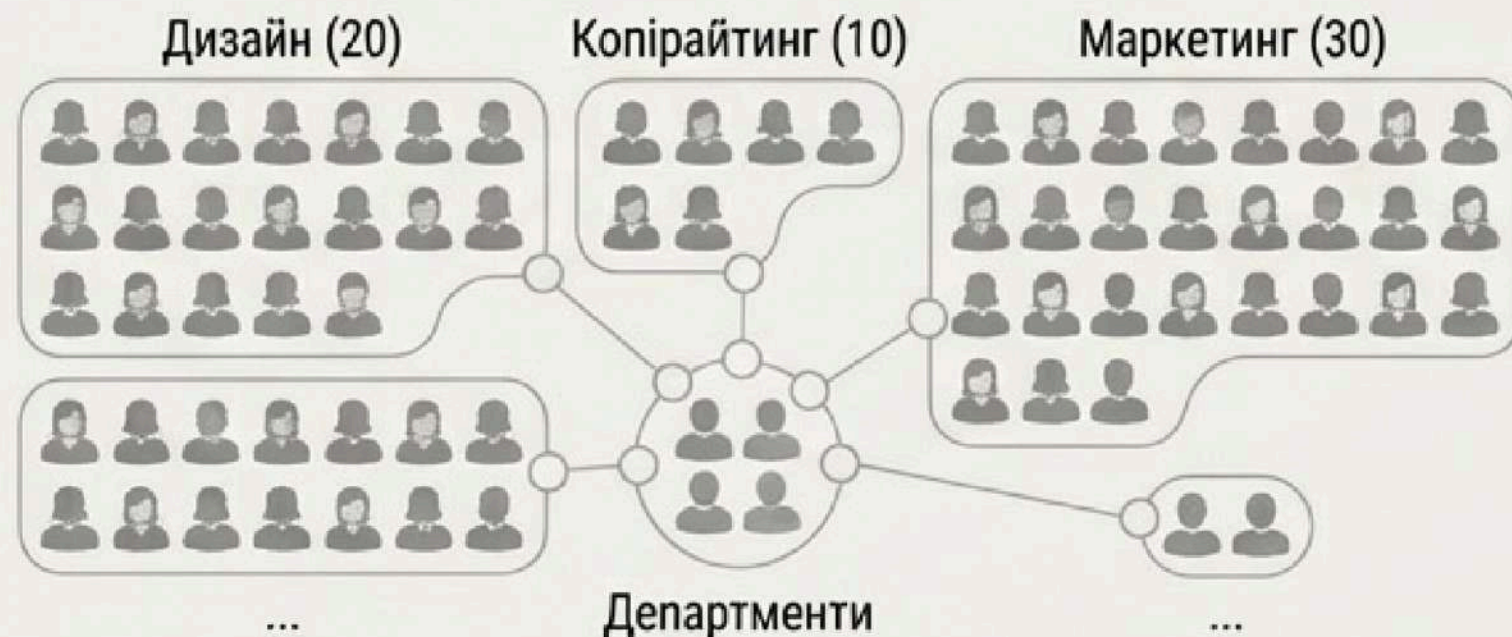 Дизайн (20)
Копірайтинг (10)
Маркетинг (30)
...
Департменти
...